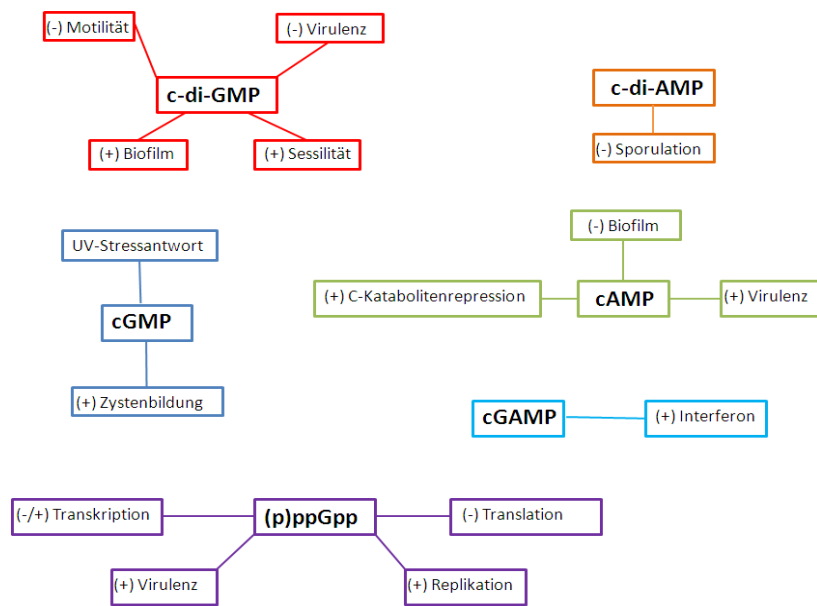 (-) Motilität
(-) Virulenz
c-di-GMP
(+) Biofilm
(+) Sessilität
c-di-AMP
(-) Sporulation
UV-Stressantwort
cGMP
(+) Zystenbildung
(-) Biofilm
(+) C-Katabolitenrepression
cAMP
(+) Virulenz
cGAMP
(+) Interferon
(-/+) Transkription
(p)ppGpp
(-) Translation
(+) Virulenz
(+) Replikation